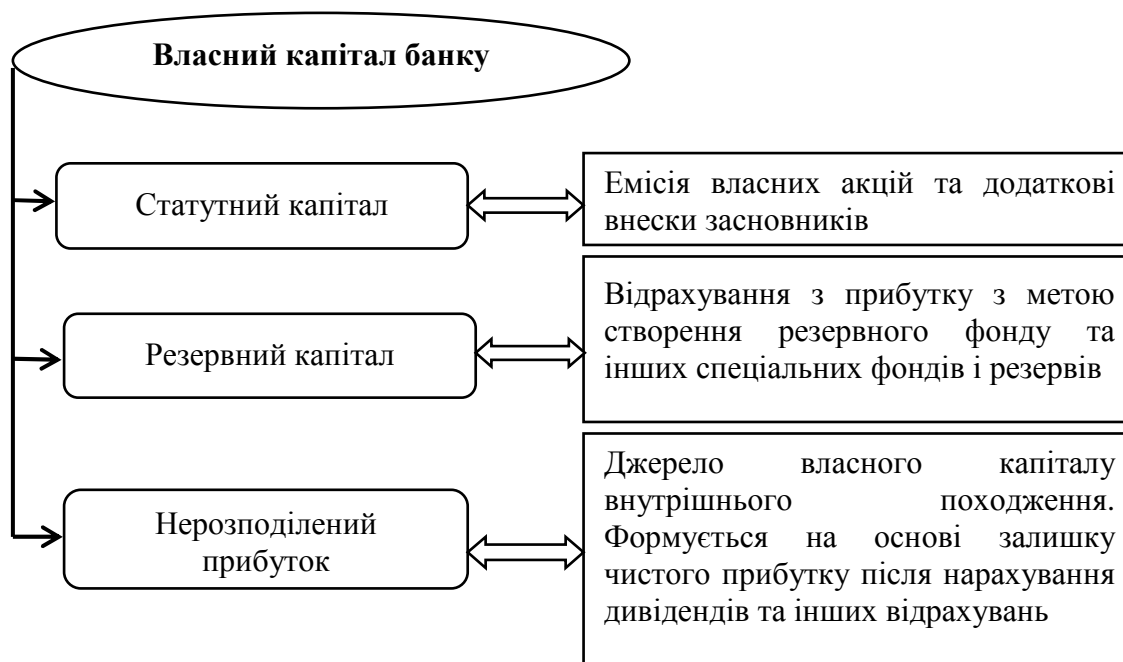 Власний капітал банку
Статутний капітал
Емісія власних акцій та додаткові
внески засновників
Резервний капітал
Відрахування з прибутку з метою
створення резервного фонду та
інших спеціальних фондів і резервів
Нерозподілений
прибуток
Джерело власного капіталу
внутрішнього походження.
Формується на основі залишку
чистого прибутку після нарахування
дивідендів та інших відрахувань